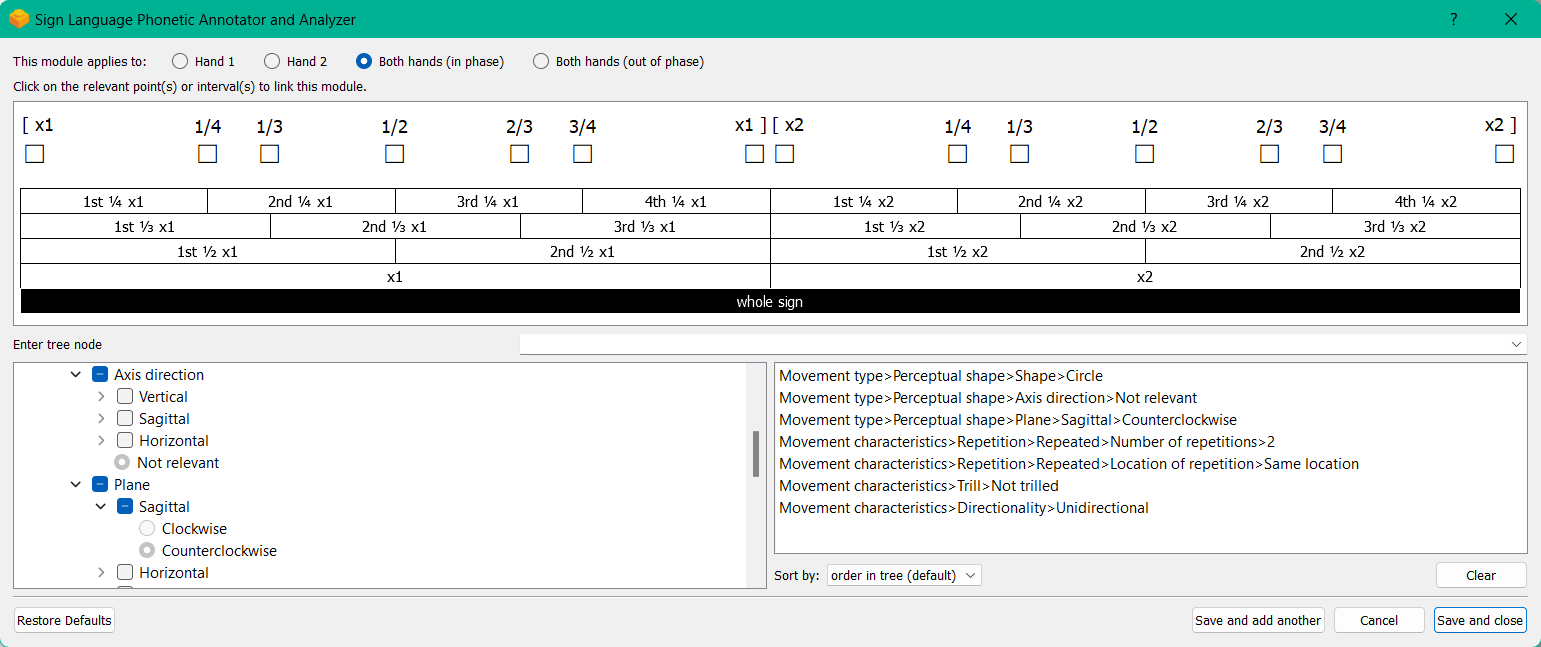 Sign Language Phonetic Annotator and Analyzer ?
This module applies to: Hand 1 Hand 2 Both hands (in phase) Both hands (out of phase)
Click on the relevant point(s) or interval(s) to link this module.
[ x1 1/4 1/3 1/2 2/3 3/4 x1 ] [ x2 1/4 1/3 1/2 2/3 3/4 x2 ]
1st ¼ x1 2nd ¼ x1 3rd ¼ x1 4th ¼ x1 1st ¼ x2 2nd ¼ x2 3rd ¼ x2 4th ¼ x2
1st ⅓ x1 2nd ⅓ x1 3rd ⅓ x1 1st ⅓ x2 2nd ⅓ x2 3rd ⅓ x2
1st ½ x1 2nd ½ x1 1st ½ x2 2nd ½ x2
x1 x2
whole sign
Enter tree node
Axis direction
Vertical
Sagittal
Horizontal
Not relevant
Plane
Sagittal
Clockwise
Counterclockwise
Horizontal
Movement type>Perceptual shape>Shape>Circle
Movement type>Perceptual shape>Axis direction>Not relevant
Movement type>Perceptual shape>Plane>Sagittal>Counterclockwise
Movement characteristics>Repetition>Repeated>Number of repetitions>2
Movement characteristics>Repetition>Repeated>Location of repetition>Same location
Movement characteristics>Trill>Not trilled
Movement characteristics>Directionality>Unidirectional
Sort by: order in tree (default) Clear
Restore Defaults Save and add another Cancel Save and close